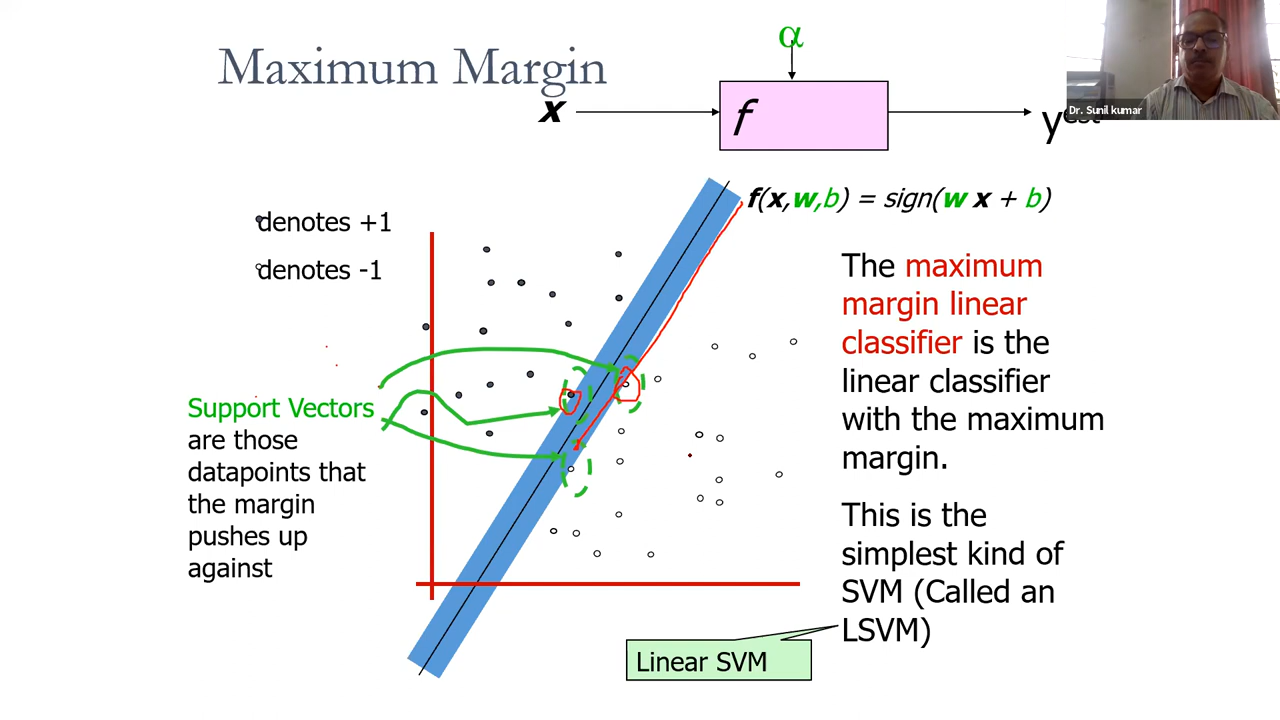 Maximum Margin
α
x
f
Dr. Sunil kumar
f(x,w,b) = sign(w x + b)
denotes +1
denotes -1
The maximum
margin linear
classifier is the
linear classifier
with the maximum
margin.
Support Vectors
are those
datapoints that
the margin
pushes up
against
This is the
simplest kind of
SVM (Called an
LSVM)
Linear SVM